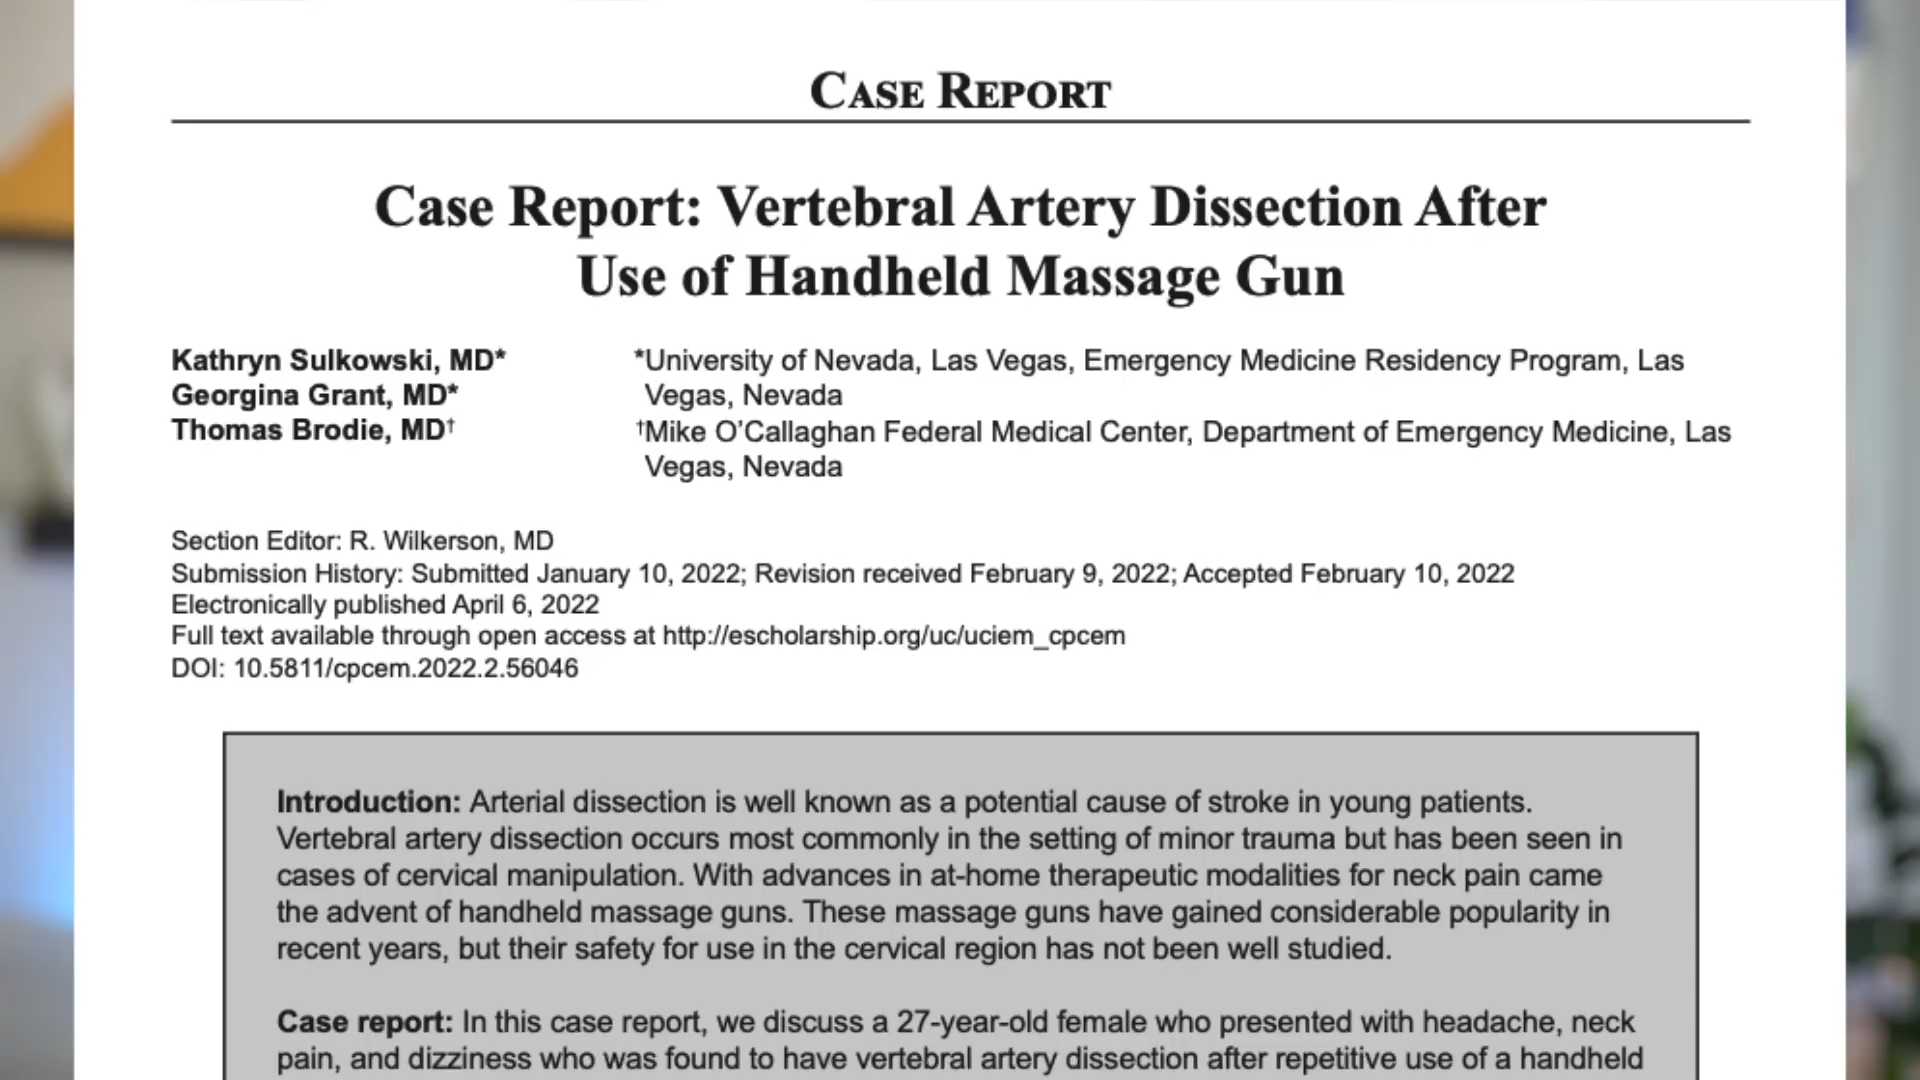 CASE REPORT
Case Report: Vertebral Artery Dissection After
Use of Handheld Massage Gun
Kathryn Sulkowski, MD*
Georgina Grant, MD*
Thomas Brodie, MD†
*University of Nevada, Las Vegas, Emergency Medicine Residency Program, Las
Vegas, Nevada
†Mike O’Callaghan Federal Medical Center, Department of Emergency Medicine, Las
Vegas, Nevada
Section Editor: R. Wilkerson, MD
Submission History: Submitted January 10, 2022; Revision received February 9, 2022; Accepted February 10, 2022
Electronically published April 6, 2022
Full text available through open access at http://escholarship.org/uc/uciem_cpcem
DOI: 10.5811/cpcem.2022.2.56046
Introduction: Arterial dissection is well known as a potential cause of stroke in young patients.
Vertebral artery dissection occurs most commonly in the setting of minor trauma but has been seen in
cases of cervical manipulation. With advances in at-home therapeutic modalities for neck pain came
the advent of handheld massage guns. These massage guns have gained considerable popularity in
recent years, but their safety for use in the cervical region has not been well studied.
Case report: In this case report, we discuss a 27-year-old female who presented with headache, neck
pain, and dizziness who was found to have vertebral artery dissection after repetitive use of a handheld